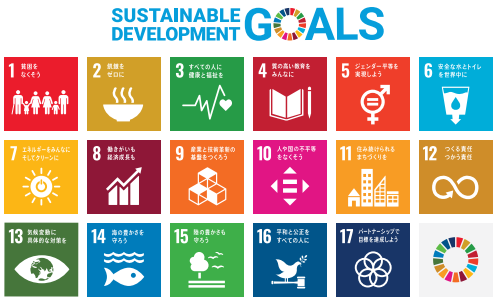 SUSTAINABLE
DEVELOPMENT
GOALS
1 貧困を
なくそう
2 飢餓を
ゼロに
3 すべての人に
健康と福祉を
4 質の高い教育を
みんなに
5 ジェンダー平等を
実現しよう
6 安全な水とトイレ
を世界中に
7 エネルギーをみんなに
そしてクリーンに
8 働きがいも
経済成長も
9 産業と技術革新の
基盤をつくろう
10 人や国の不平等
をなくそう
11 住み続けられる
まちづくりを
12 つくる責任
つかう責任
13 気候変動に
具体的な対策を
14 海の豊かさを
守ろう
15 陸の豊かさも
守ろう
16 平和と公正を
すべての人に
17 パートナーシップで
目標を達成しよう